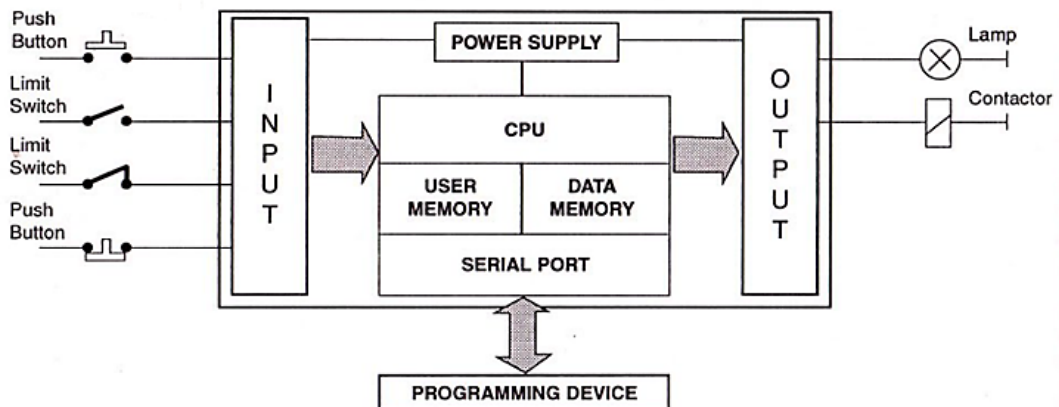 Push
Button
Limit
Switch
Limit
Switch
Push
Button
INPUT
POWER SUPPLY
CPU
USER
MEMORY
DATA
MEMORY
SERIAL PORT
OUTPUT
Lamp
Contactor
PROGRAMMING DEVICE